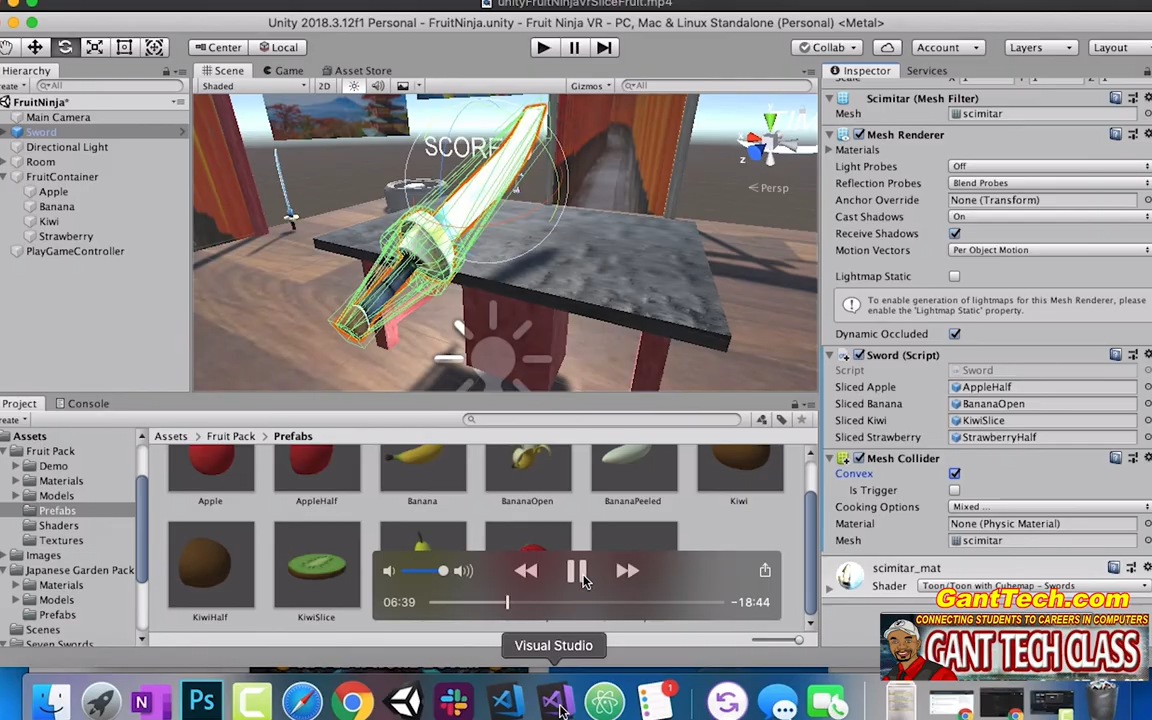 unityFruitNinjaVrSliceFruit.mp4
Unity 2018.3.12f1 Personal - FruitNinja.unity - Fruit Ninja VR - PC, Mac & Linux Standalone (Personal) <Metal>
Center Local
Collab Account Layers Layout
Hierarchy
eate All
FruitNinja*
Main Camera
Sword
Directional Light
Room
FruitContainer
Apple
Banana
Kiwi
Strawberry
PlayGameController
Scene Game Asset Store
Shaded 2D Gizmos All
SCORE
y
z
Persp
Inspector Services
Scale
Scimitar (Mesh Filter)
Mesh scimitar
Mesh Renderer
Materials
Light Probes Off
Reflection Probes Blend Probes
Anchor Override None (Transform)
Cast Shadows On
Receive Shadows
Motion Vectors Per Object Motion
Lightmap Static
To enable generation of lightmaps for this Mesh Renderer, please
enable the 'Lightmap Static' property.
Dynamic Occluded
Sword (Script)
Script Sword
Sliced Apple AppleHalf
Sliced Banana BananaOpen
Sliced Kiwi KiwiSlice
Sliced Strawberry StrawberryHalf
Mesh Collider
Convex
Is Trigger
Cooking Options Mixed ...
Material None (Physic Material)
Mesh scimitar
scimitar_mat
Shader Toon/Toon with Cubemap - Swords
Project Console
eate
Assets
Fruit Pack
Demo
Materials
Models
Prefabs
Shaders
Textures
Images
Japanese Garden Pack
Materials
Models
Prefabs
Scenes
Seven Swords
Assets Fruit Pack Prefabs
Apple AppleHalf Banana BananaOpen BananaPeeled Kiwi
KiwiHalf KiwiSlice
06:39 -18:44
Visual Studio
GantTech.com
CONNECTING STUDENTS TO CAREERS IN COMPUTERS
GANT TECH CLASS
N Ps C 1